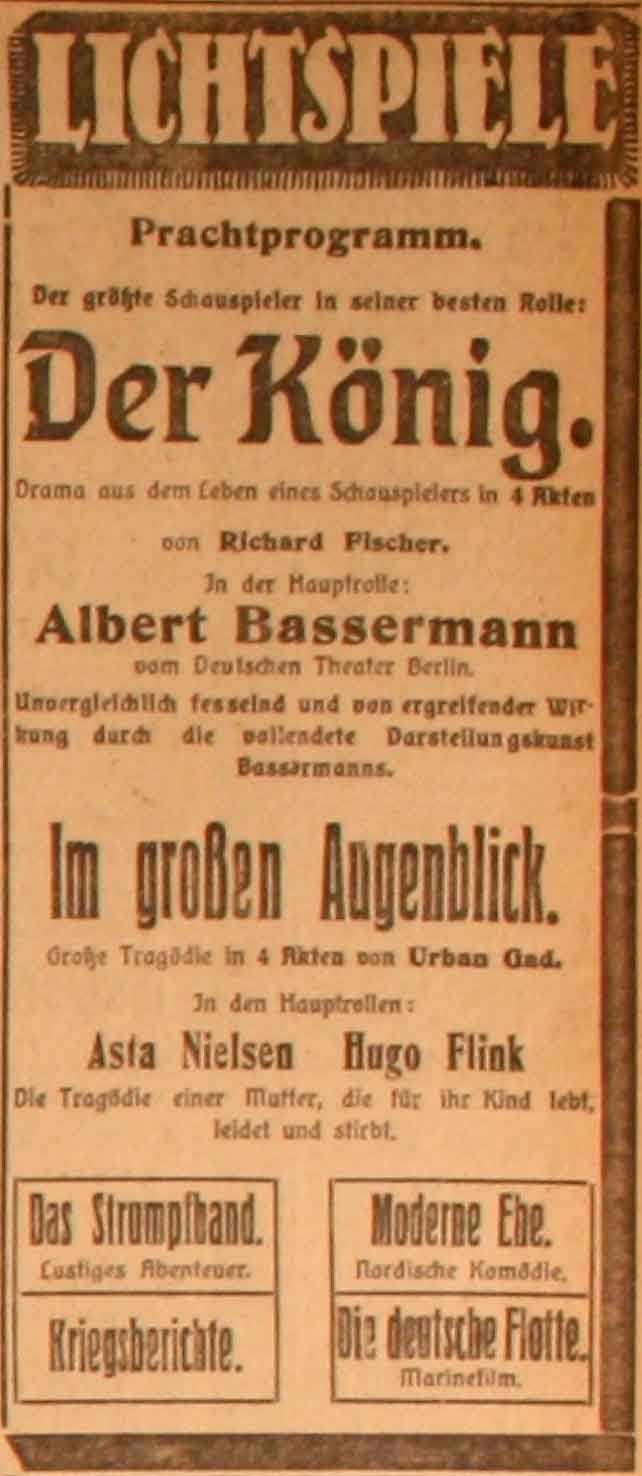 LICHTSPIELE
Prachtprogramm.
Der größte Schauspieler in seiner besten Rolle:
Der König.
Drama aus dem Leben eines Schauspielers in 4 Akten
von Richard Fischer.
In der Hauptrolle:
Albert Bassermann
vom Deutschen Theater Berlin.
Unvergleichlich fesselnd und von ergreifender Wir-
kung durch die vollendete Darstellungskunst
Bassermanns.
Im großen Augenblick.
Große Tragödie in 4 Akten von Urban Gad.
In den Hauptrollen:
Asta Nielsen Hugo Flink
Die Tragödie einer Mutter, die für ihr Kind lebt,
leidet und stirbt.
Das Strumpfband.
Lustiges Abenteuer.
Kriegsberichte.
Moderne Ehe.
Nordische Komödie.
Die deutsche Flotte.
Marinefilm.